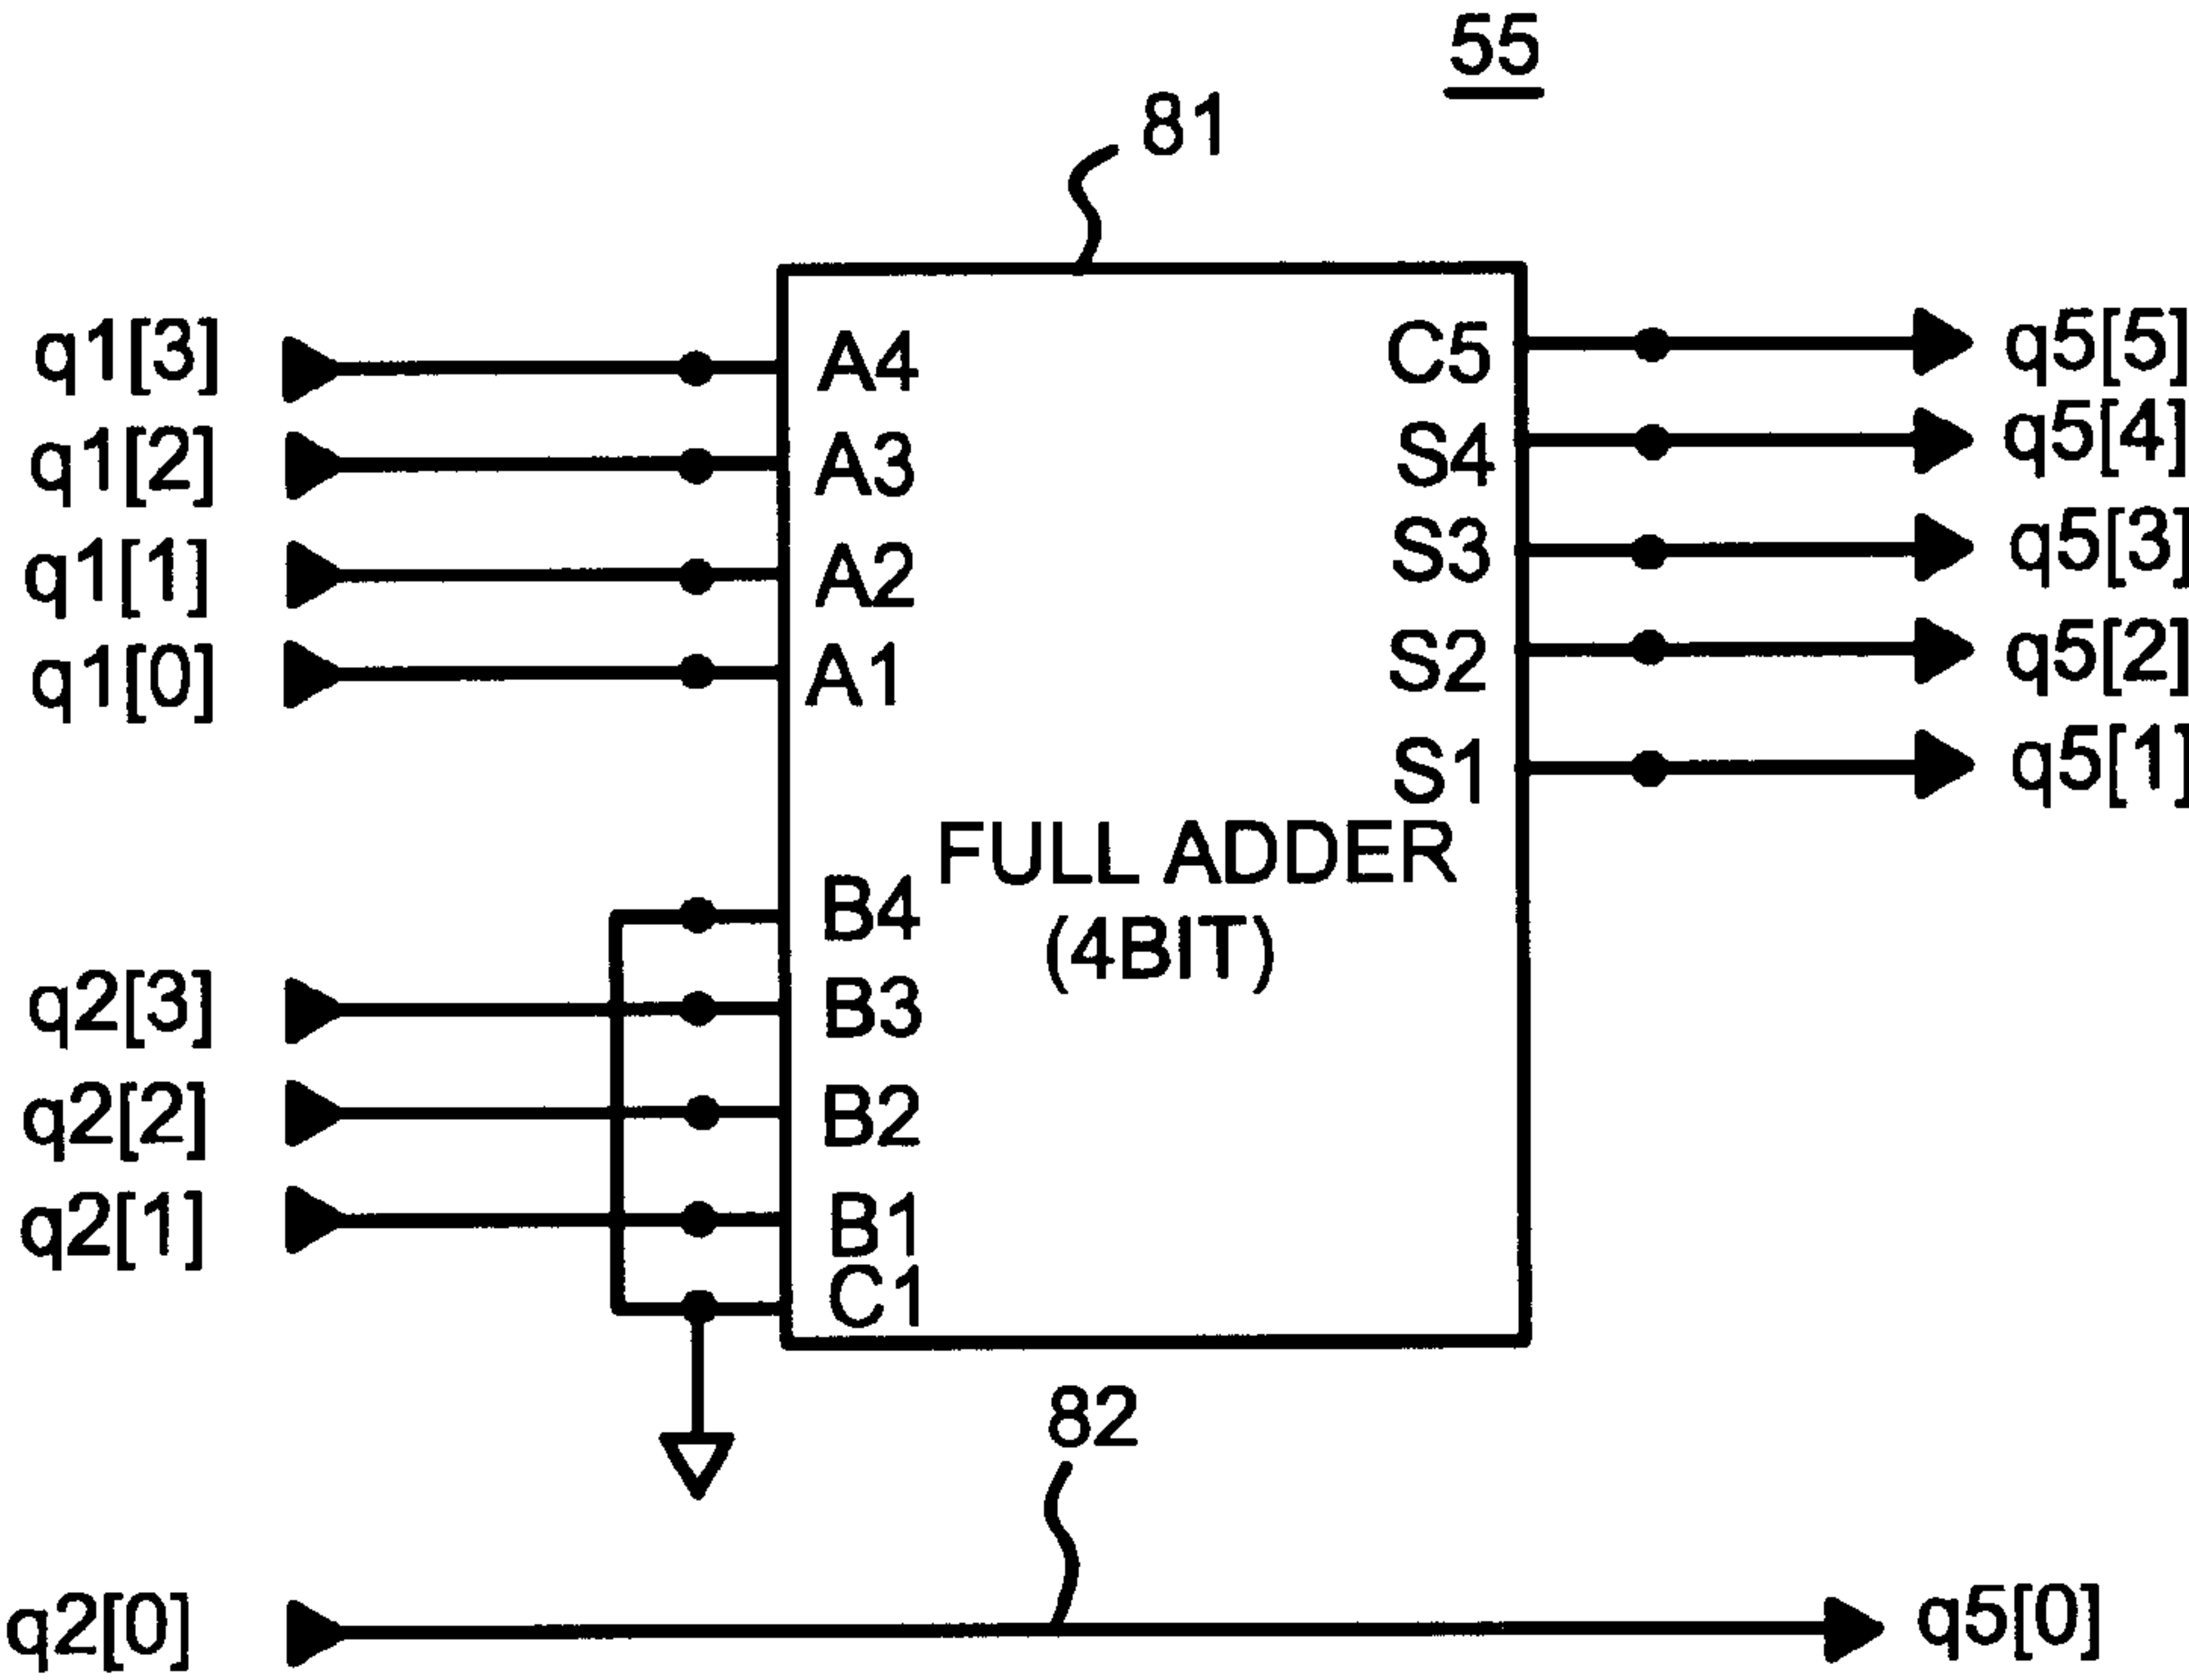 55
81
q1[3] A4 C5 q5[5]
q1[2] A3 S4 q5[4]
q1[1] A2 S3 q5[3]
q1[0] A1 S2 q5[2]
S1 q5[1]
FULL ADDER
(4BIT)
B4
q2[3] B3
q2[2] B2
q2[1] B1
C1
82
q2[0] q5[0]